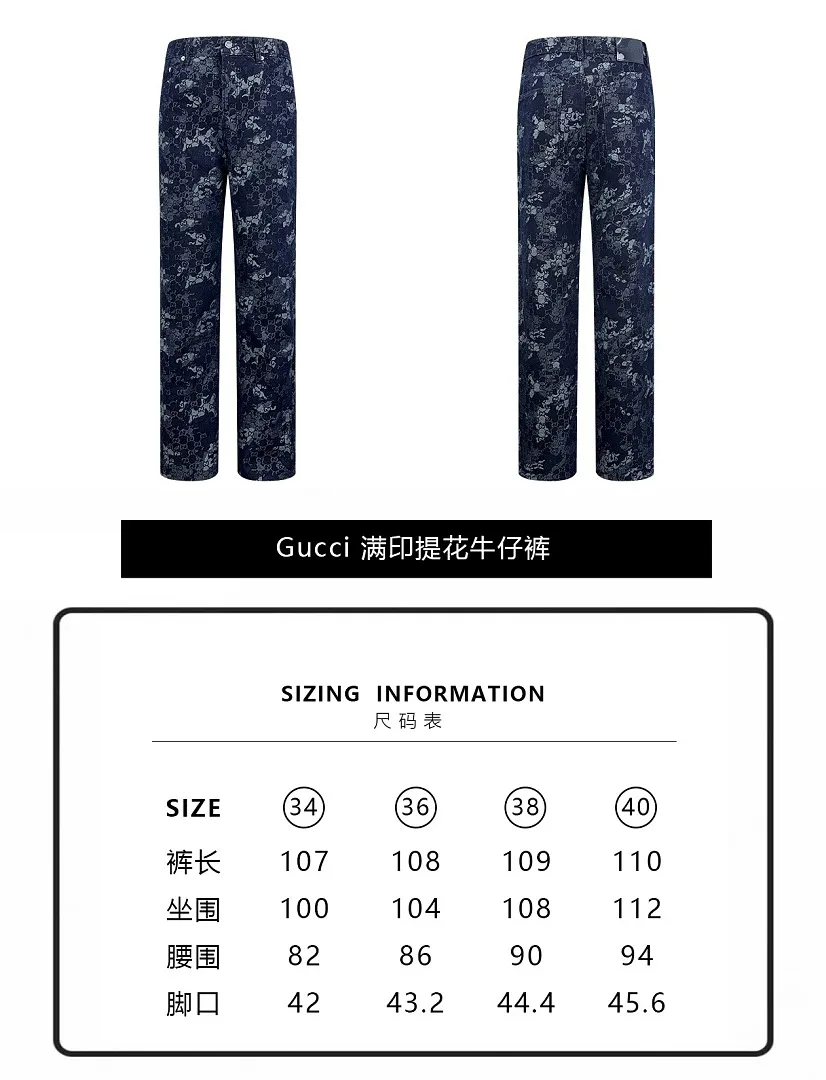 Gucci 满印提花牛仔裤
SIZING INFORMATION
尺码表
SIZE 34 36 38 40
裤长 107 108 109 110
坐围 100 104 108 112
腰围 82 86 90 94
脚口 42 43.2 44.4 45.6